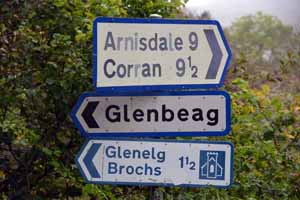 Arnisdale 9
Corran 9½
Glenbeag
Glenelg
Brochs 1½